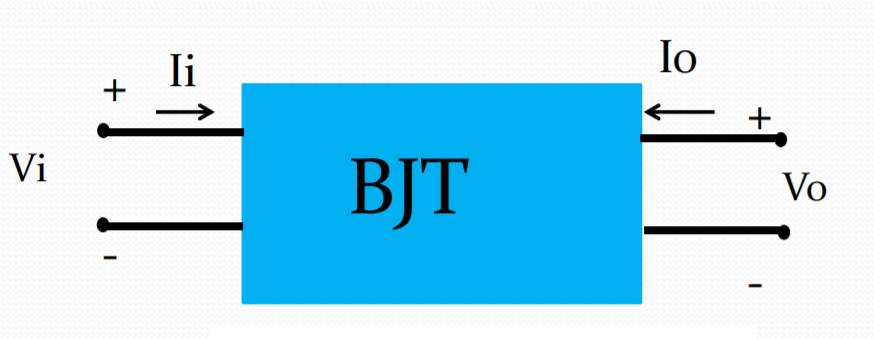 Ii
Io
+
+
Vi
BJT
Vo
-
-